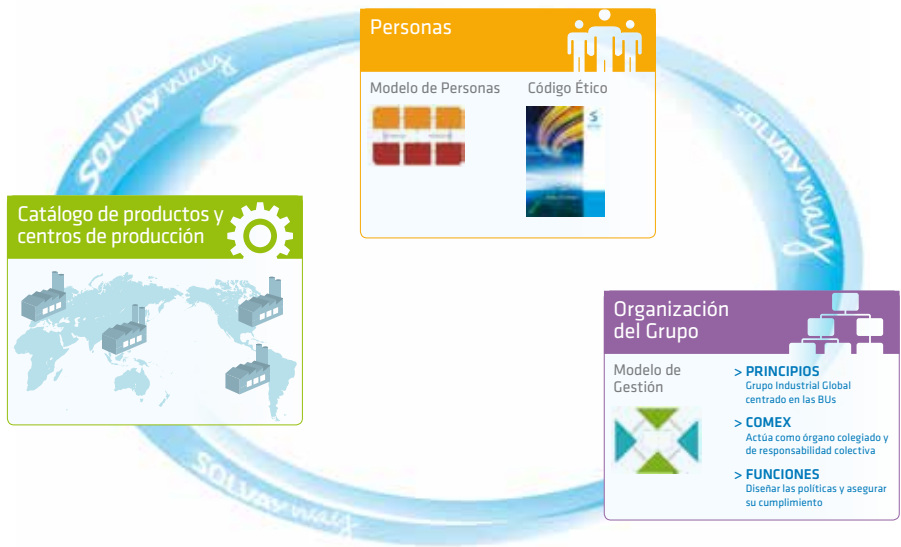 Personas
Modelo de Personas
Código Ético
SOLVAY way
SOLVAY way
Catálogo de productos y
centros de producción
Organización
del Grupo
Modelo de
Gestión
> PRINCIPIOS
Grupo Industrial Global
centrado en las BUs
> COMEX
Actúa como órgano colegiado y
de responsabilidad colectiva
> FUNCIONES
Diseñar las políticas y asegurar
su cumplimiento
SOLVAY way